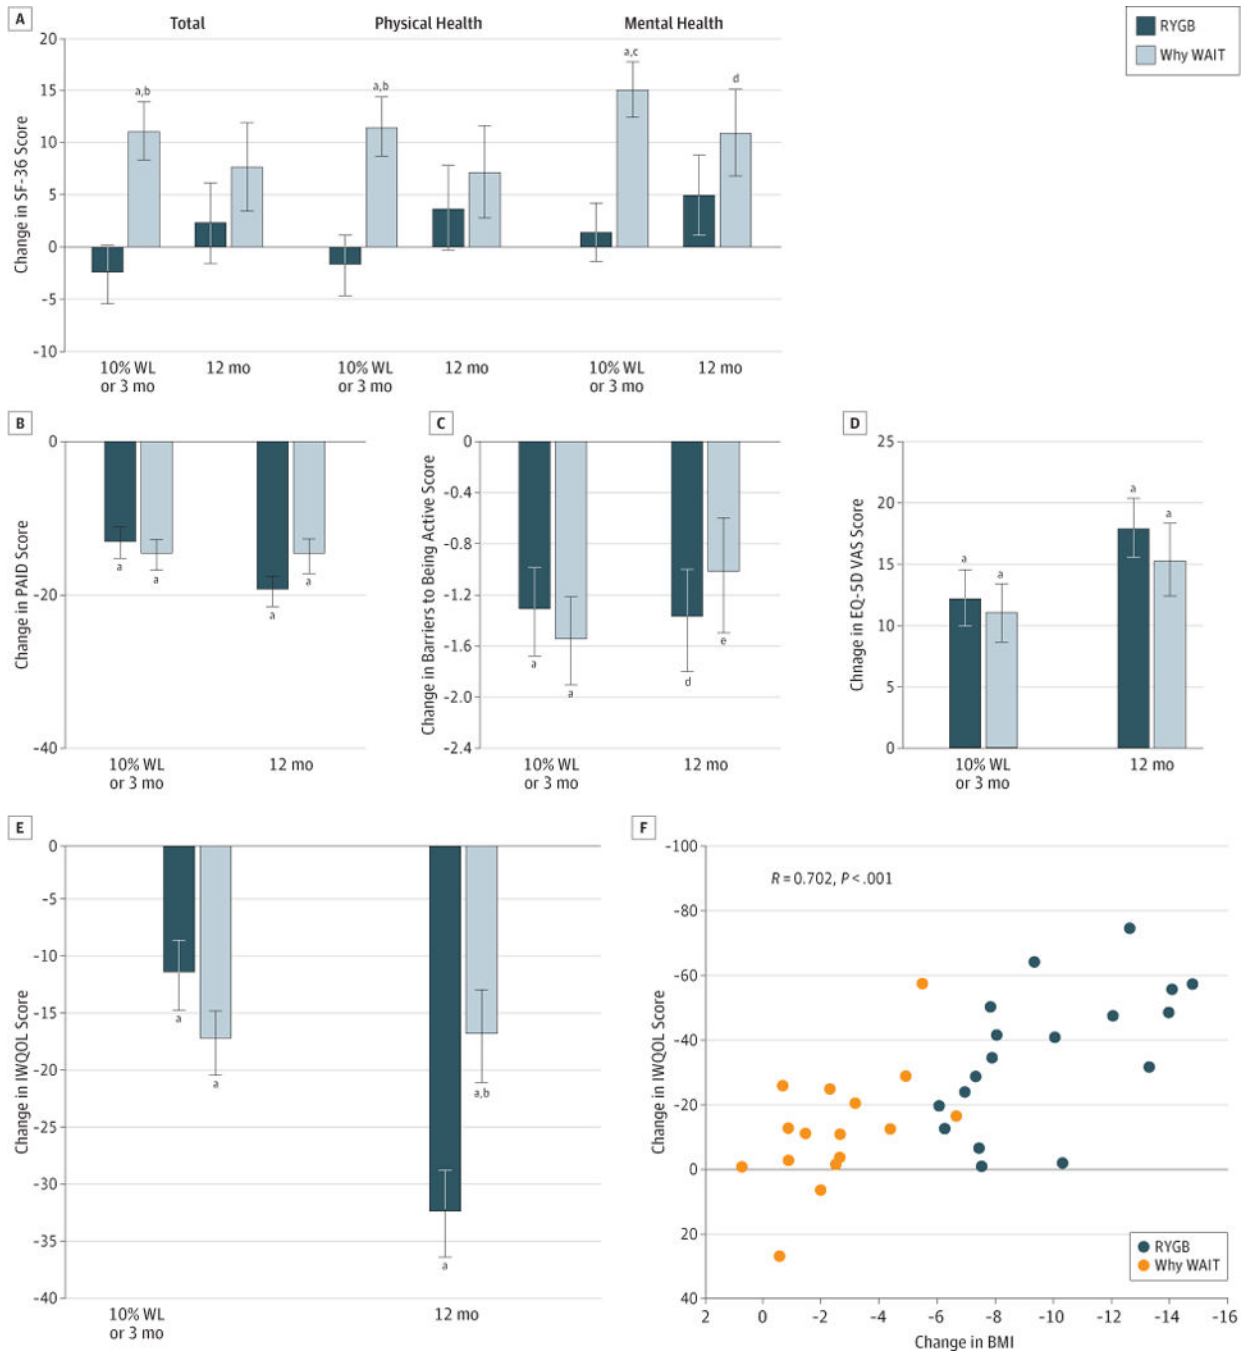 A
Total
Physical Health
Mental Health
RYGB
Why WAIT
Change in SF-36 Score
20
15
10
5
0
-5
-10
a,b
a,b
a,c
d
10% WL
or 3 mo
12 mo
10% WL
or 3 mo
12 mo
10% WL
or 3 mo
12 mo
B
Change in PAID Score
0
-20
-40
a
a
a
a
10% WL
or 3 mo
12 mo
C
Change in Barriers to Being Active Score
0
-0.4
-0.8
-1.2
-1.6
-2.0
-2.4
a
a
d
e
10% WL
or 3 mo
12 mo
D
Chnage in EQ-5D VAS Score
25
20
15
10
5
0
a
a
a
a
10% WL
or 3 mo
12 mo
E
Change in IWQOL Score
0
-5
-10
-15
-20
-25
-30
-35
-40
a
a
a
a,b
10% WL
or 3 mo
12 mo
F
Change in IWQOL Score
-100
-80
-60
-40
-20
0
20
40
R = 0.702, P < .001
RYGB
Why WAIT
2 0 -2 -4 -6 -8 -10 -12 -14 -16
Change in BMI